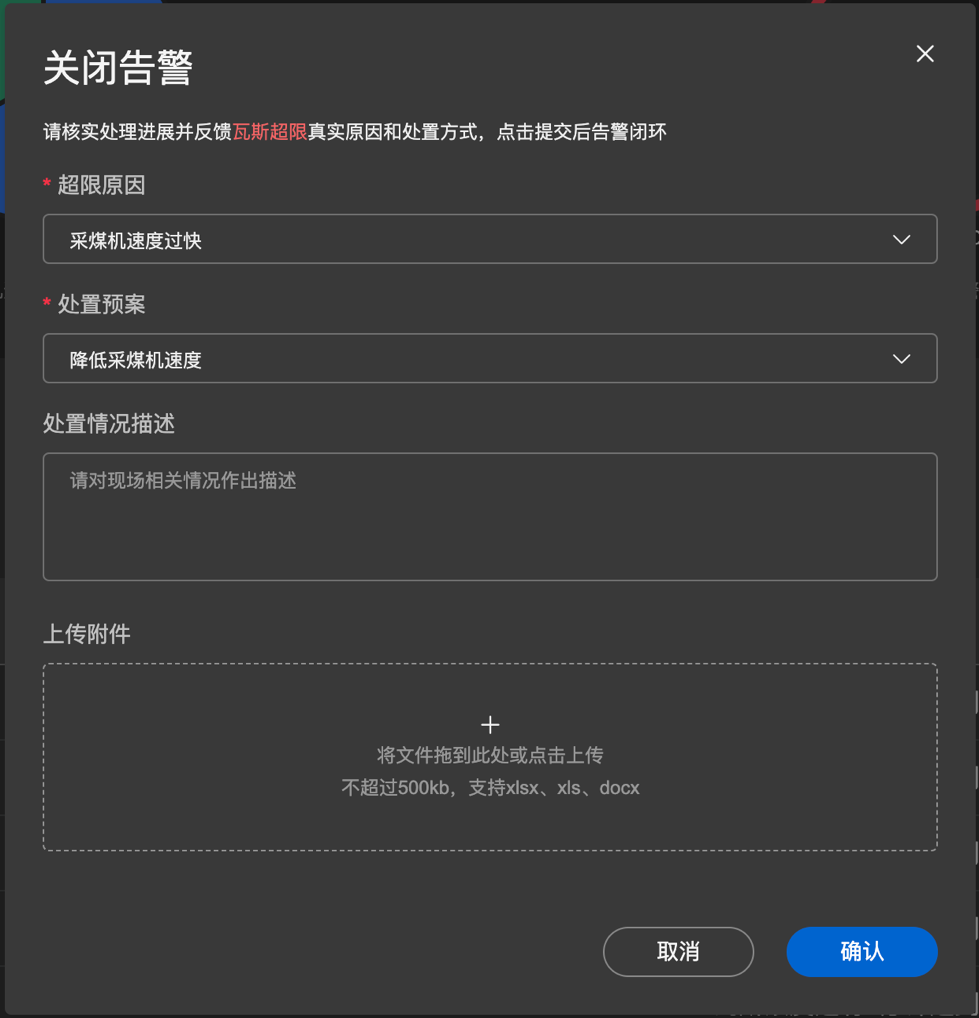 关闭告警
请核实处理进展并反馈瓦斯超限真实原因和处置方式，点击提交后告警闭环
* 超限原因
采煤机速度过快
* 处置预案
降低采煤机速度
处置情况描述
请对现场相关情况作出描述
上传附件
将文件拖到此处或点击上传
不超过500kb，支持xlsx、xls、docx
取消
确认